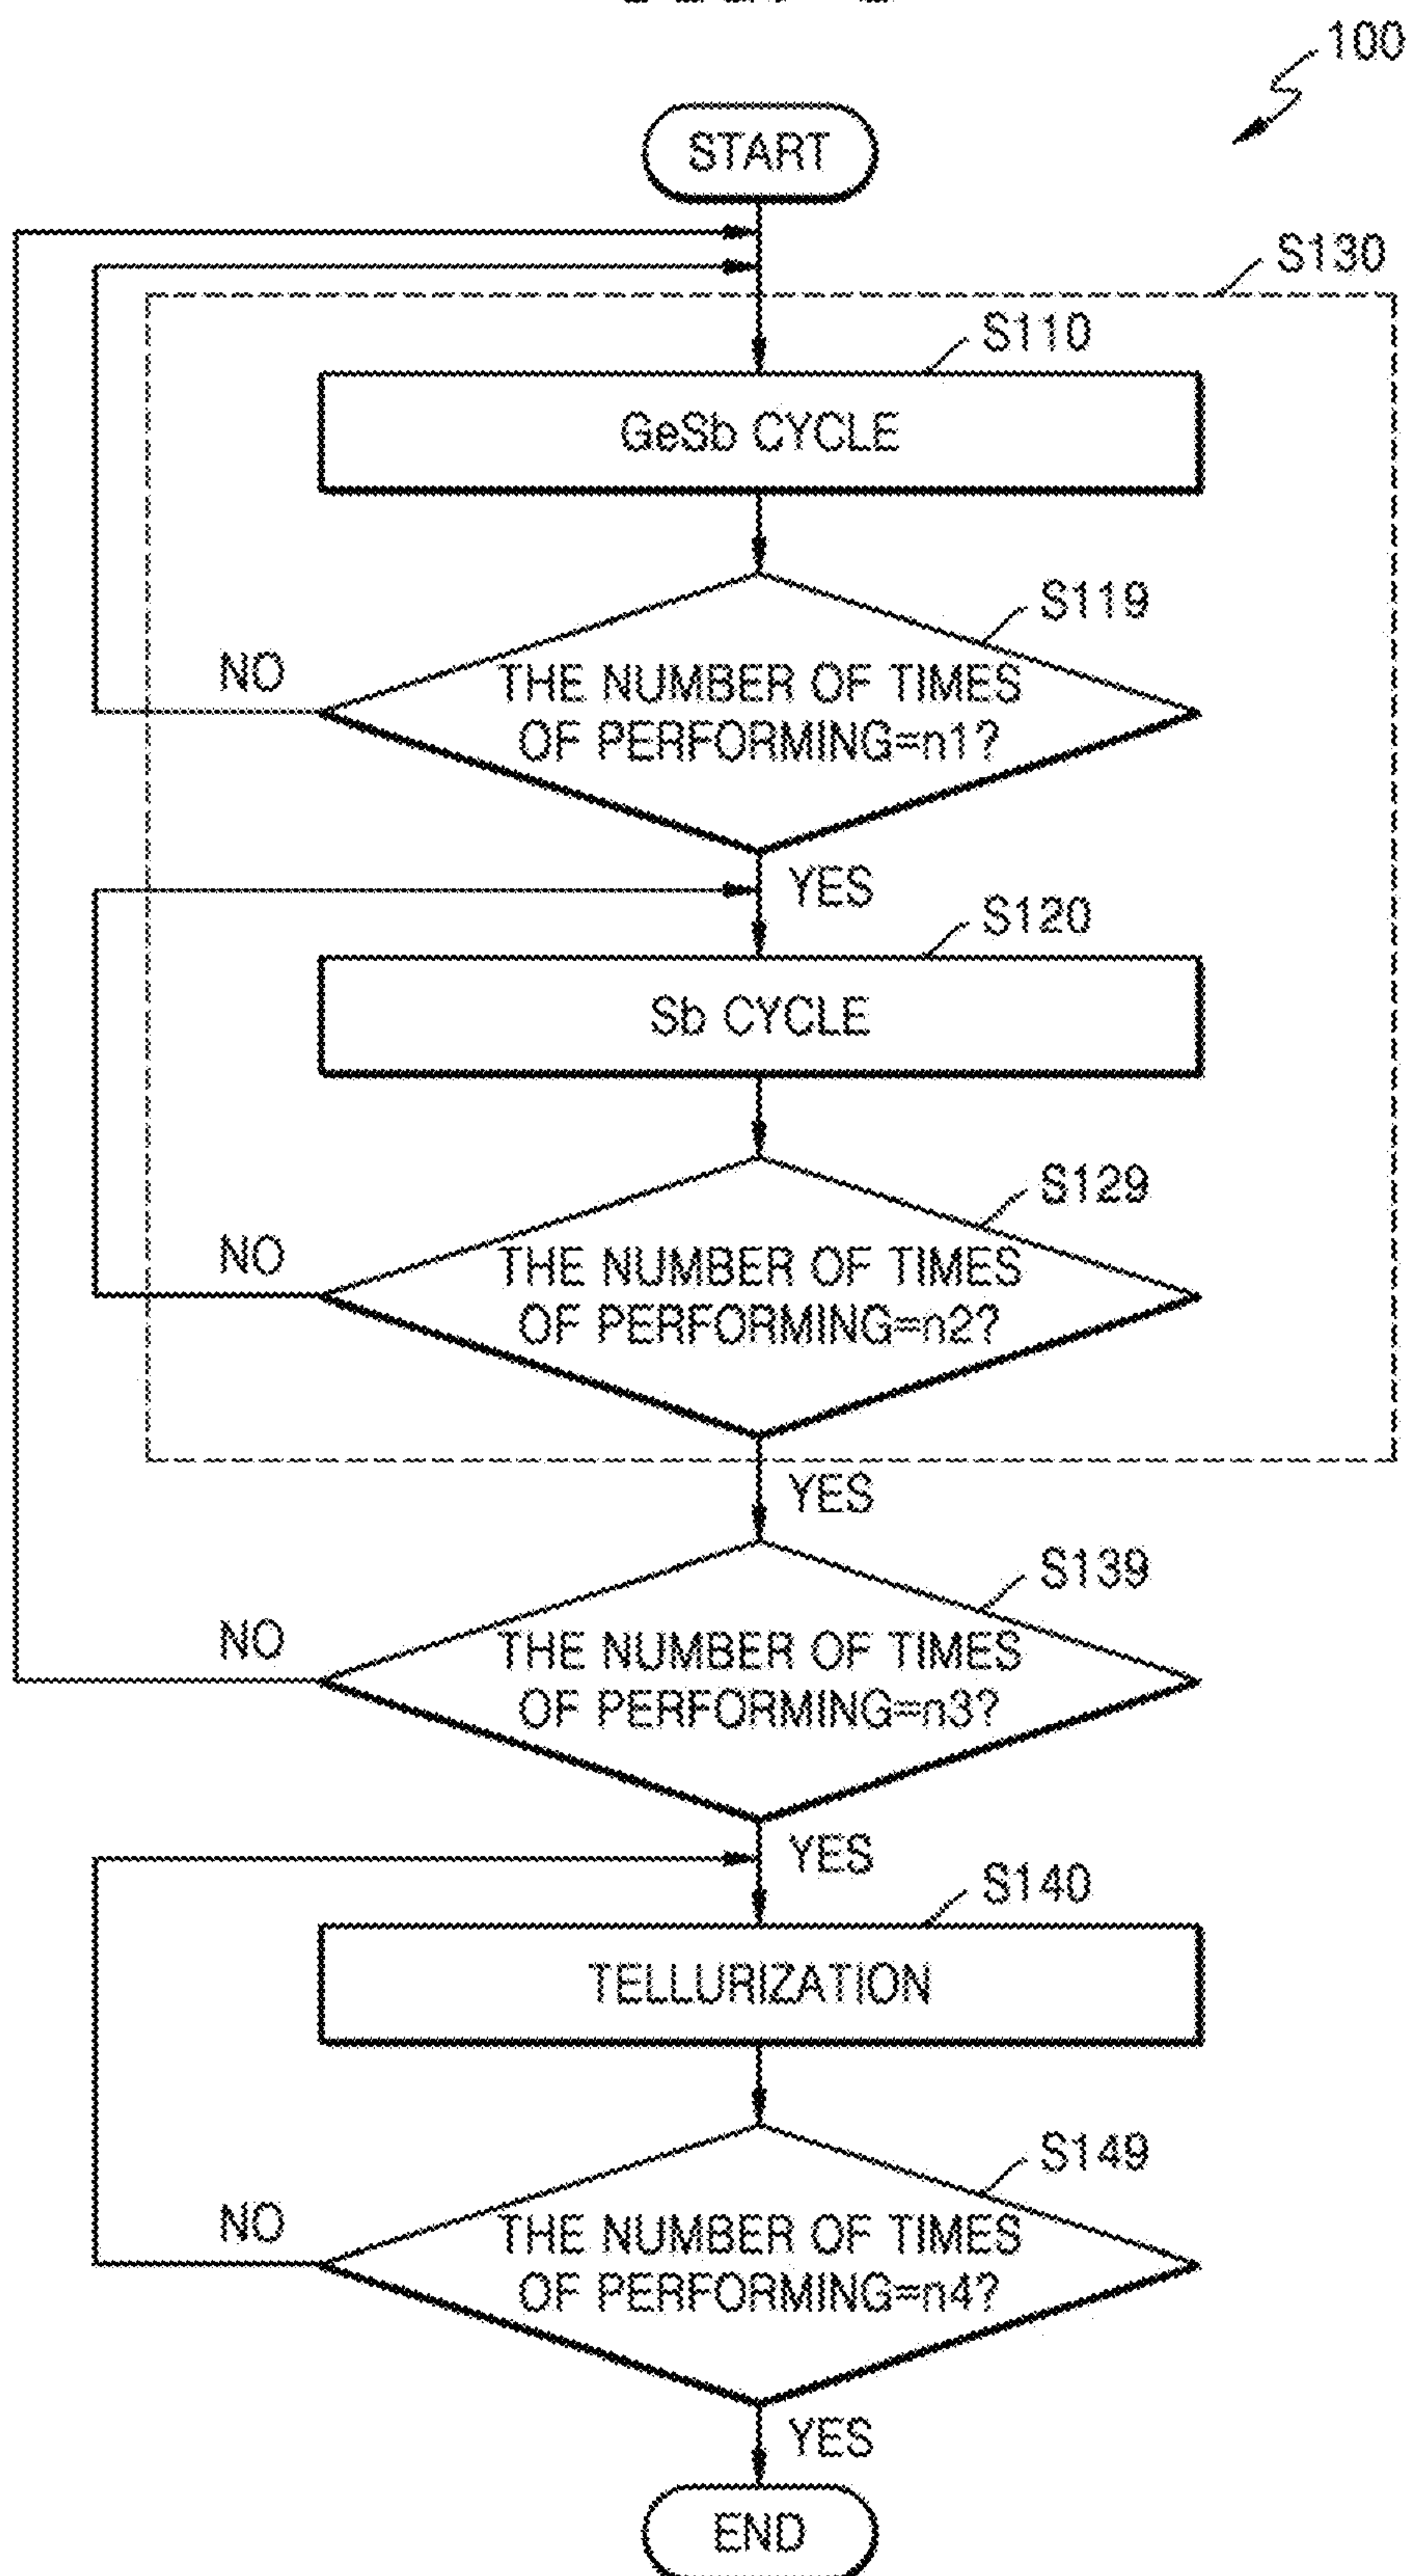 100
START
S130
S110
GeSb CYCLE
S119
NO
THE NUMBER OF TIMES
OF PERFORMING=n1?
YES
S120
Sb CYCLE
S129
NO
THE NUMBER OF TIMES
OF PERFORMING=n2?
YES
S139
NO
THE NUMBER OF TIMES
OF PERFORMING=n3?
YES
S140
TELLURIZATION
S149
NO
THE NUMBER OF TIMES
OF PERFORMING=n4?
YES
END